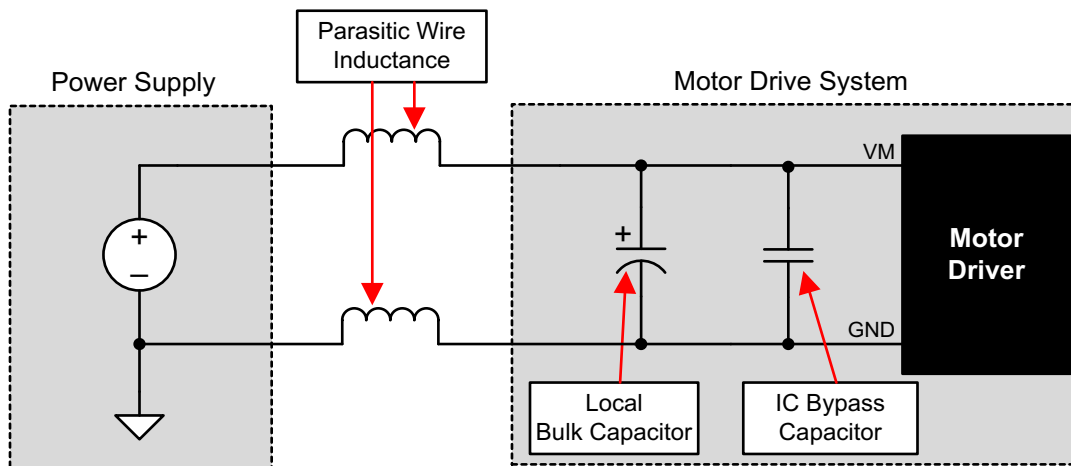 Parasitic Wire
Inductance
Power Supply
Motor Drive System
VM
+
–
+
Motor
Driver
GND
Local
Bulk Capacitor
IC Bypass
Capacitor